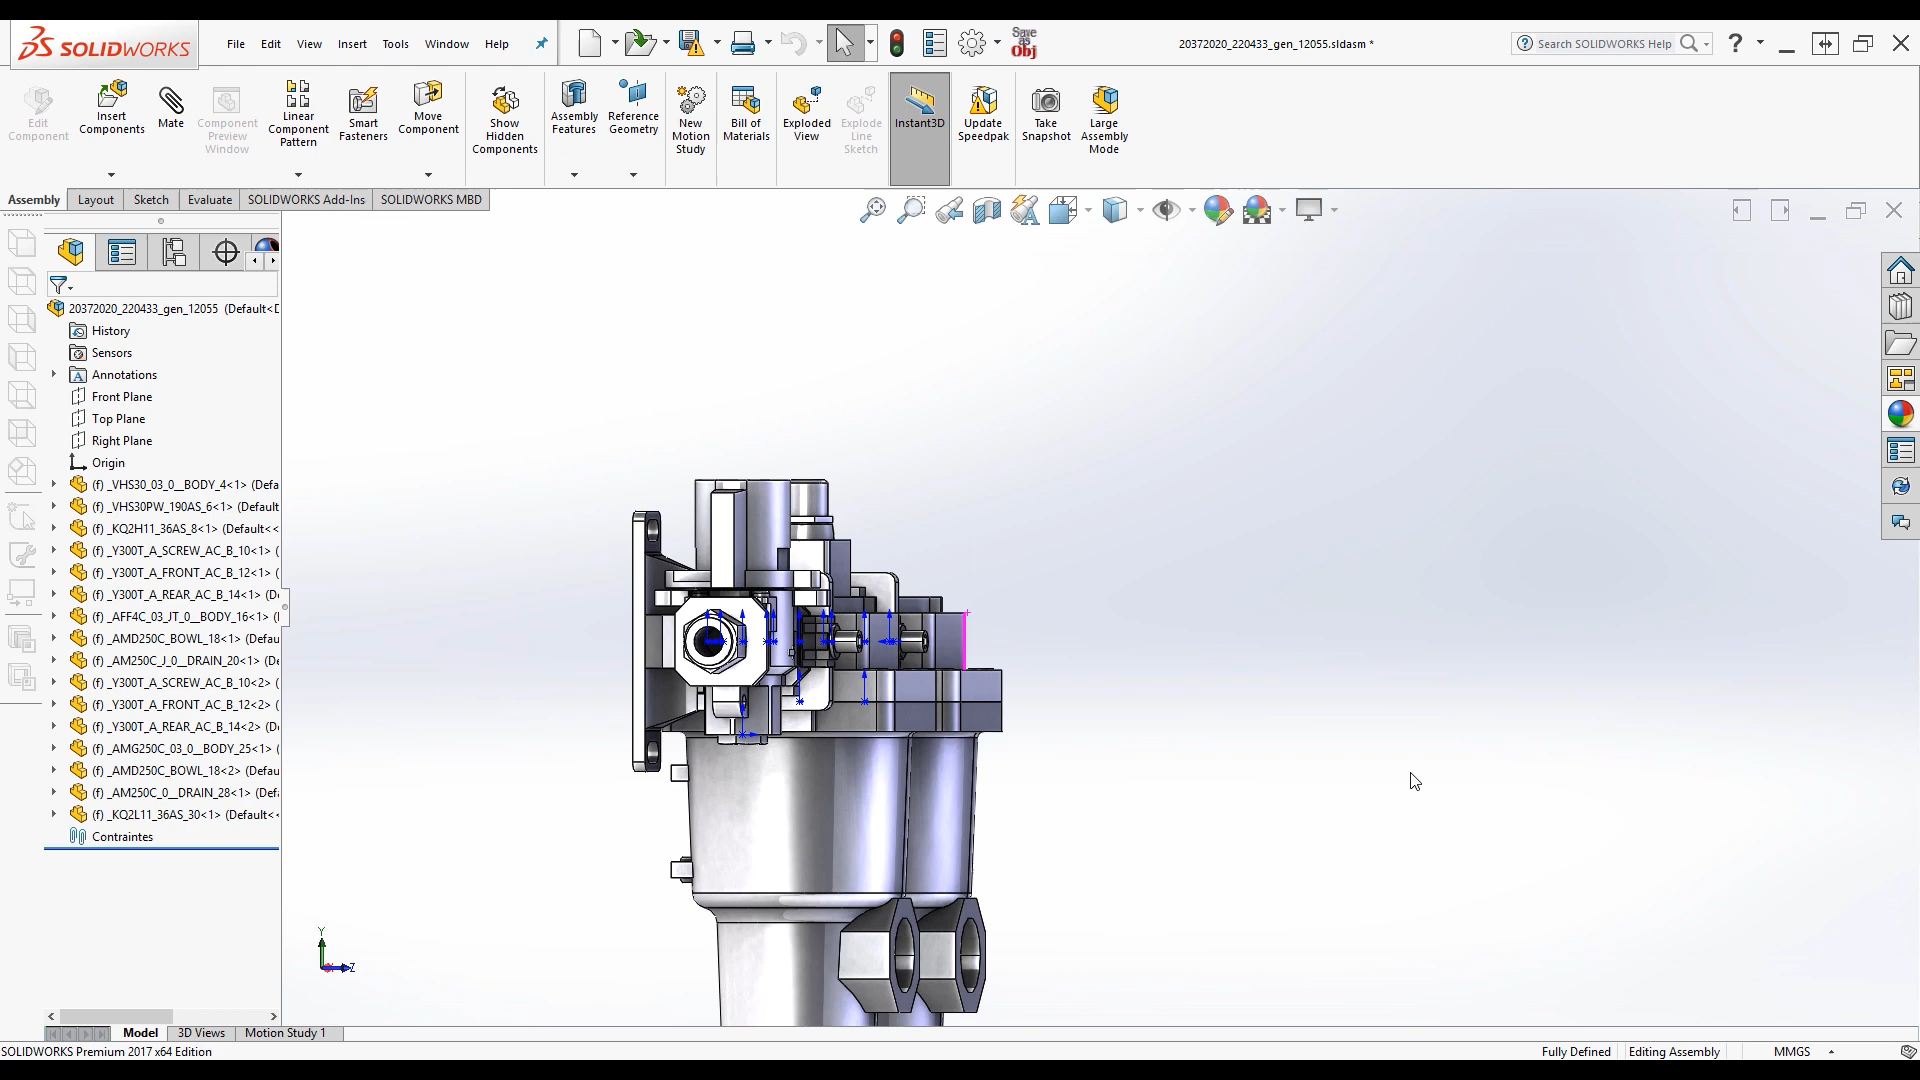 SOLIDWORKS
File Edit View Insert Tools Window Help
Save
as
Obj
20372020_220433_gen_12055.sldasm *
Search SOLIDWORKS Help
Edit
Component
Insert
Components
Mate
Component
Preview
Window
Linear
Component
Pattern
Smart
Fasteners
Move
Component
Show
Hidden
Components
Assembly
Features
Reference
Geometry
New
Motion
Study
Bill of
Materials
Exploded
View
Explode
Line
Sketch
Instant3D
Update
Speedpak
Take
Snapshot
Large
Assembly
Mode
Assembly Layout Sketch Evaluate SOLIDWORKS Add-Ins SOLIDWORKS MBD
20372020_220433_gen_12055 (Default<D
History
Sensors
Annotations
Front Plane
Top Plane
Right Plane
Origin
(f) _VHS30_03_0__BODY_4<1> (Defa
(f) _VHS30PW_190AS_6<1> (Default
(f) _KQ2H11_36AS_8<1> (Default<<
(f) _Y300T_A_SCREW_AC_B_10<1> (
(f) _Y300T_A_FRONT_AC_B_12<1> (
(f) _Y300T_A_REAR_AC_B_14<1> (De
(f) _AFF4C_03_JT_0__BODY_16<1> (
(f) _AMD250C_BOWL_18<1> (Defau
(f) _AM250C_J_0__DRAIN_20<1> (De
(f) _Y300T_A_SCREW_AC_B_10<2> (
(f) _Y300T_A_FRONT_AC_B_12<2> (
(f) _Y300T_A_REAR_AC_B_14<2> (De
(f) _AMG250C_03_0__BODY_25<1> (
(f) _AMD250C_BOWL_18<2> (Defau
(f) _AM250C_0__DRAIN_28<1> (Defa
(f) _KQ2L11_36AS_30<1> (Default<<
Contraintes
Y
Z
Model 3D Views Motion Study 1
SOLIDWORKS Premium 2017 x64 Edition
Fully Defined Editing Assembly MMGS